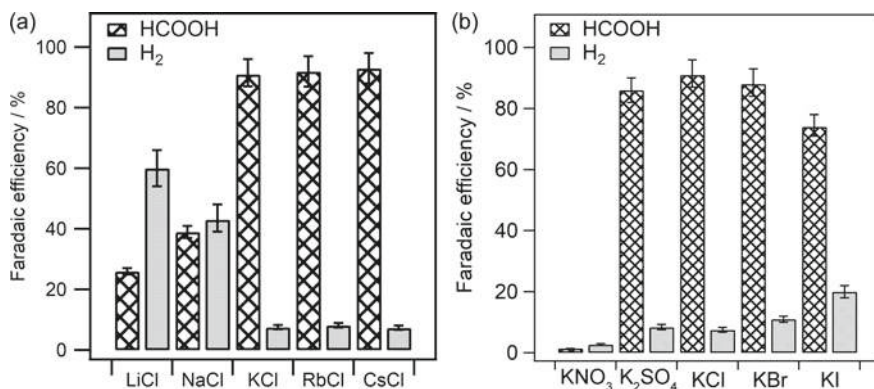 (a)
HCOOH
H₂
Faradaic efficiency / %
100
80
60
40
20
0
LiCl NaCl KCl RbCl CsCl
(b)
HCOOH
H₂
Faradaic efficiency / %
100
80
60
40
20
0
KNO₃ K₂SO₄ KCl KBr KI